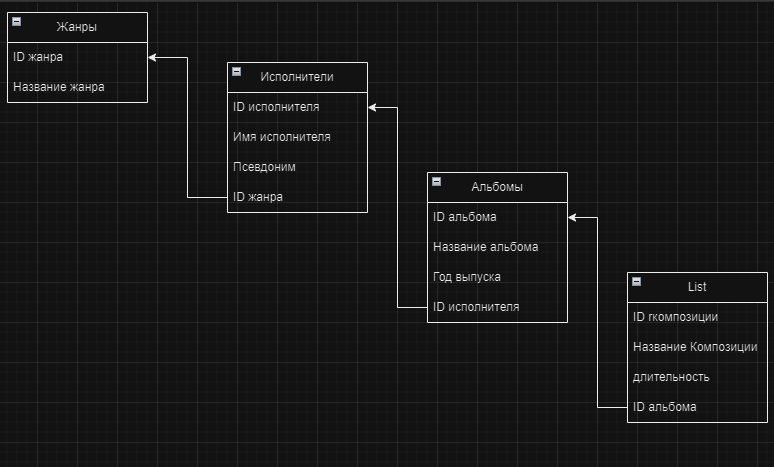 Жанры
ID жанра
Название жанра
Исполнители
ID исполнителя
Имя исполнителя
Псевдоним
ID жанра
Альбомы
ID альбома
Название альбома
Год выпуска
ID исполнителя
List
ID гкомпозиции
Название Композиции
длительность
ID альбома